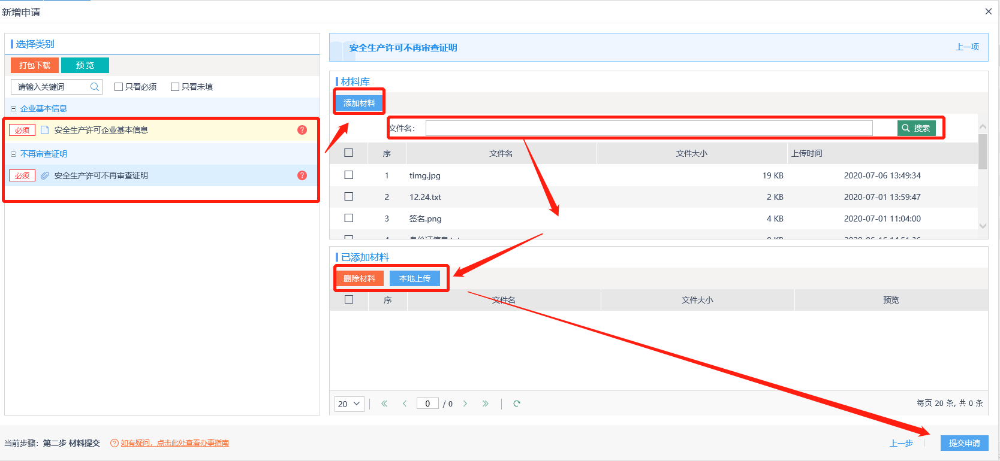 新增申请
选择类别
打包下载 预 览
请输入关键词 只看必须 只看未填
企业基本信息
必须 安全生产许可企业基本信息 ?
不再审查证明
必须 安全生产许可不再审查证明 ?
安全生产许可不再审查证明 上一项
材料库
添加材料
文件名： 搜索
序 文件名 文件大小 上传时间
1 timg.jpg 19 KB 2020-07-06 13:49:34
2 12.24.txt 2 KB 2020-07-01 13:59:47
3 签名.png 4 KB 2020-07-01 11:04:00
已添加材料
删除材料 本地上传
序 文件名 文件大小 预览
20 0 / 0 每页 20 条, 共 0 条
当前步骤：第二步 材料提交 ? 如有疑问，点击此处查看办事指南 上一步 提交申请